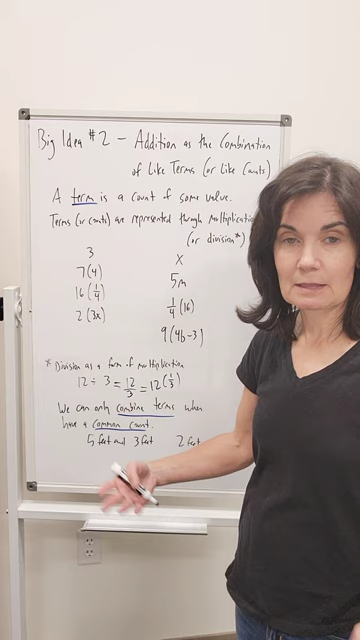 Big Idea #2 - Addition as the Combination
of Like Terms (or Like Counts)
A term is a count of some value.
Terms (or counts) are represented through multiplication
(or division*)
3
x
7(4)
5m
16(1/4)
1/4(16)
2(3x)
9(4b-3)
* Division as a form of multiplication
12 ÷ 3 = 12/3 = 12(1/3)
We can only combine terms when
have a common count.
5 feet and 3 feet 2 feet